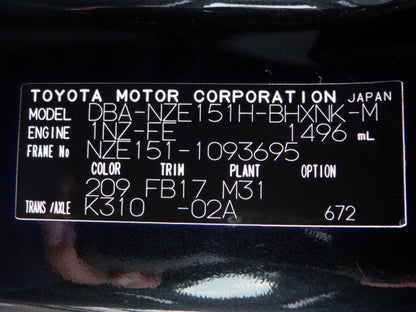 TOYOTA MOTOR CORPORATION JAPAN
MODEL DBA-NZE151H-BHXNK-M
ENGINE 1NZ-FE 1496 mL
FRAME No NZE151-1093695
COLOR TRIM PLANT OPTION
209 FB17 M31
TRANS/AXLE K310 -02A 672